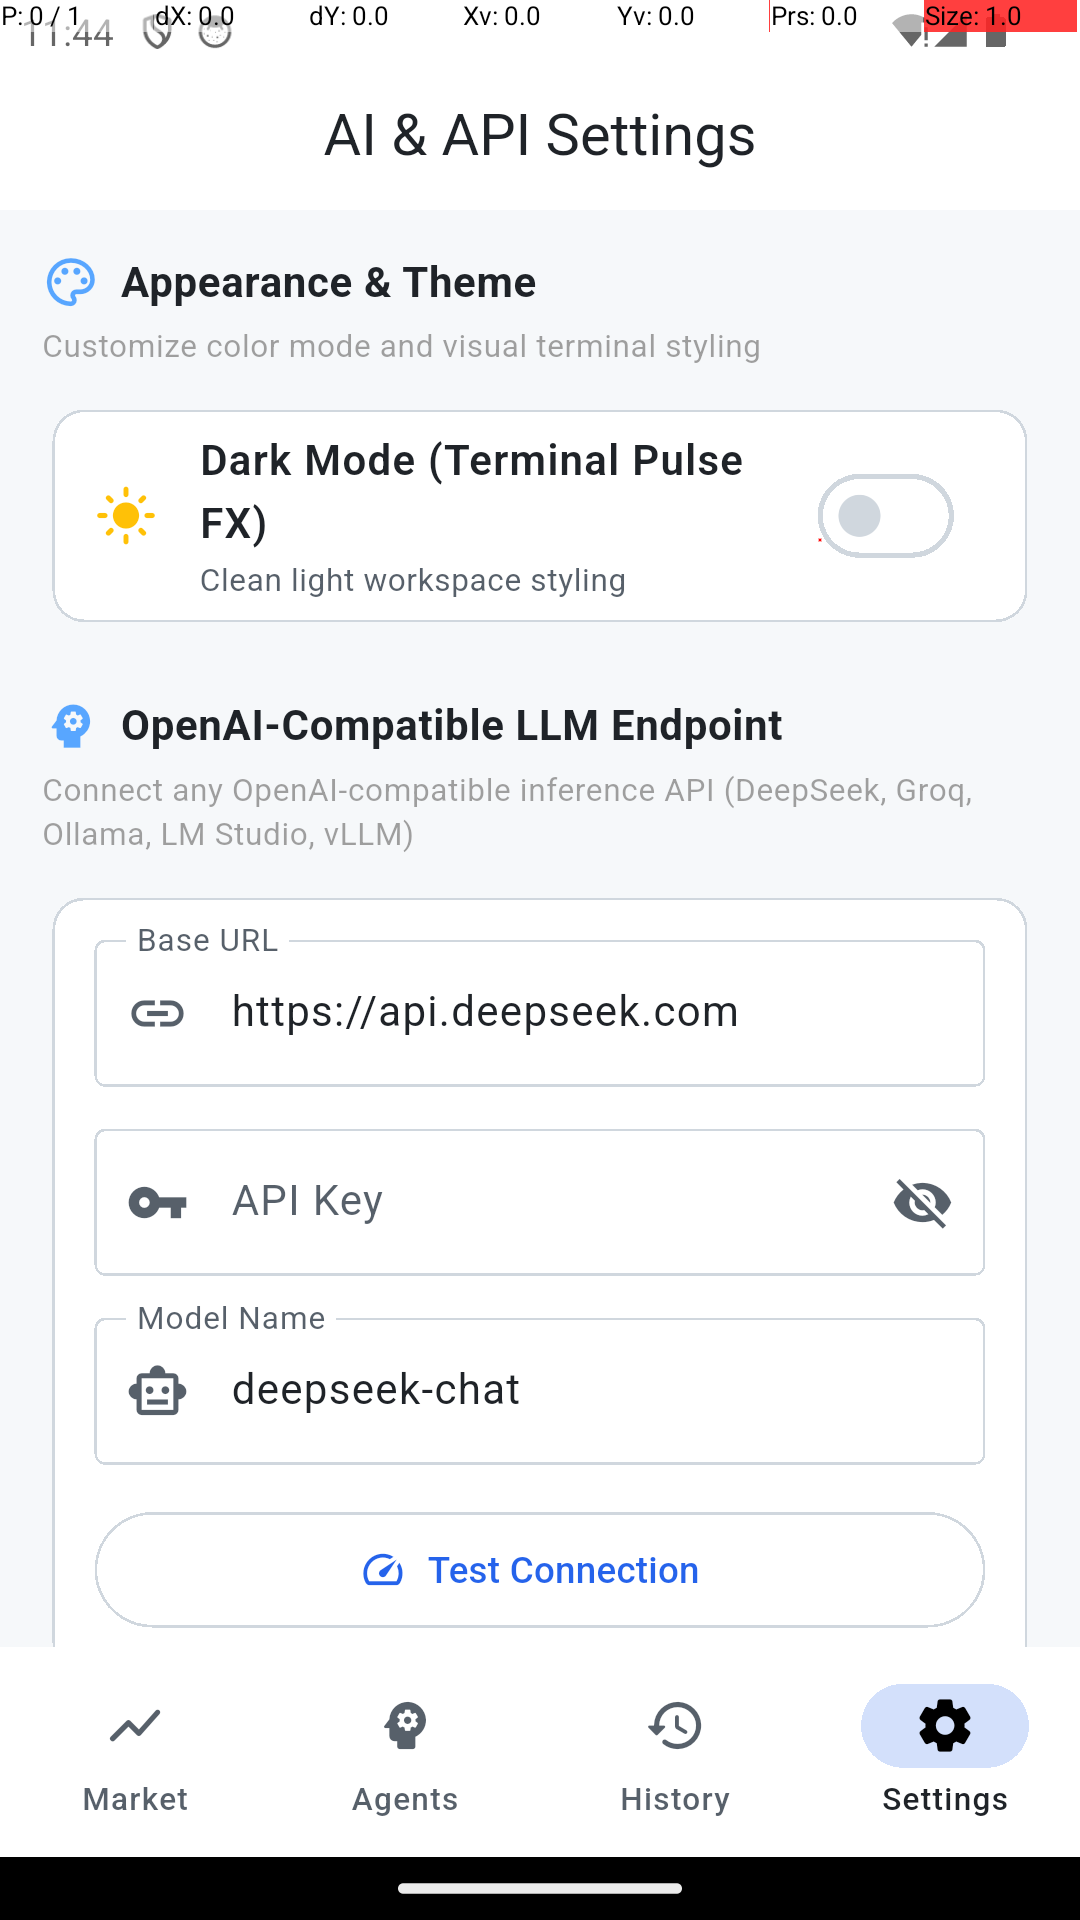 P: 0 / 1 dX: 0.0 dY: 0.0 Xv: 0.0 Yv: 0.0 Prs: 0.0 Size: 1.0
11:44
AI & API Settings
Appearance & Theme
Customize color mode and visual terminal styling
Dark Mode (Terminal Pulse
FX)
Clean light workspace styling
OpenAI-Compatible LLM Endpoint
Connect any OpenAI-compatible inference API (DeepSeek, Groq,
Ollama, LM Studio, vLLM)
Base URL
https://api.deepseek.com
API Key
Model Name
deepseek-chat
Test Connection
Market Agents History Settings